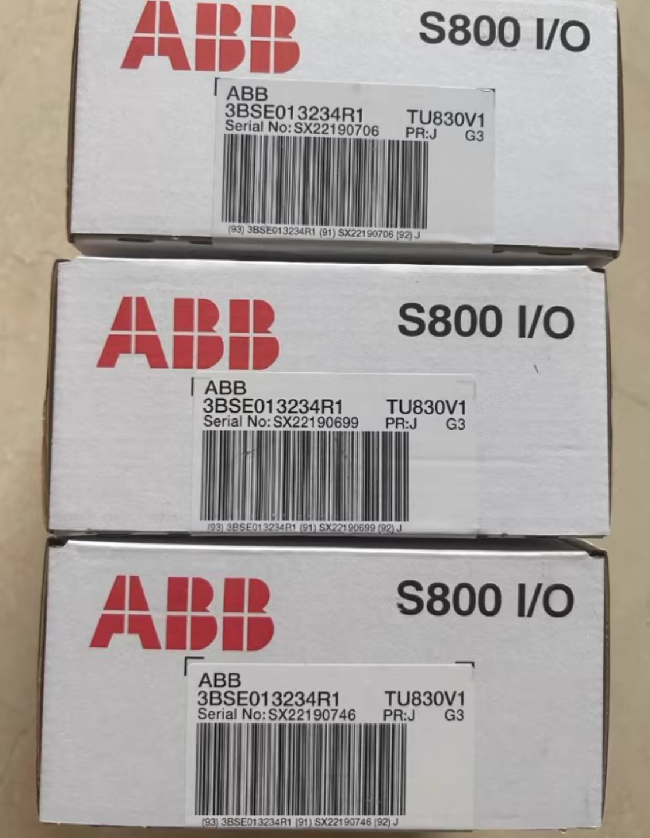 ABB S800 I/O
ABB
3BSE013234R1 TU830V1
Serial No: SX22190706 PR:J G3
(93) 3BSE013234R1 (91) SX22190706 (92) J
ABB S800 I/O
ABB
3BSE013234R1 TU830V1
Serial No: SX22190699 PR:J G3
(93) 3BSE013234R1 (91) SX22190699 (92) J
ABB S800 I/O
ABB
3BSE013234R1 TU830V1
Serial No: SX22190746 PR:J G3
(93) 3BSE013234R1 (91) SX22190746 (92) J